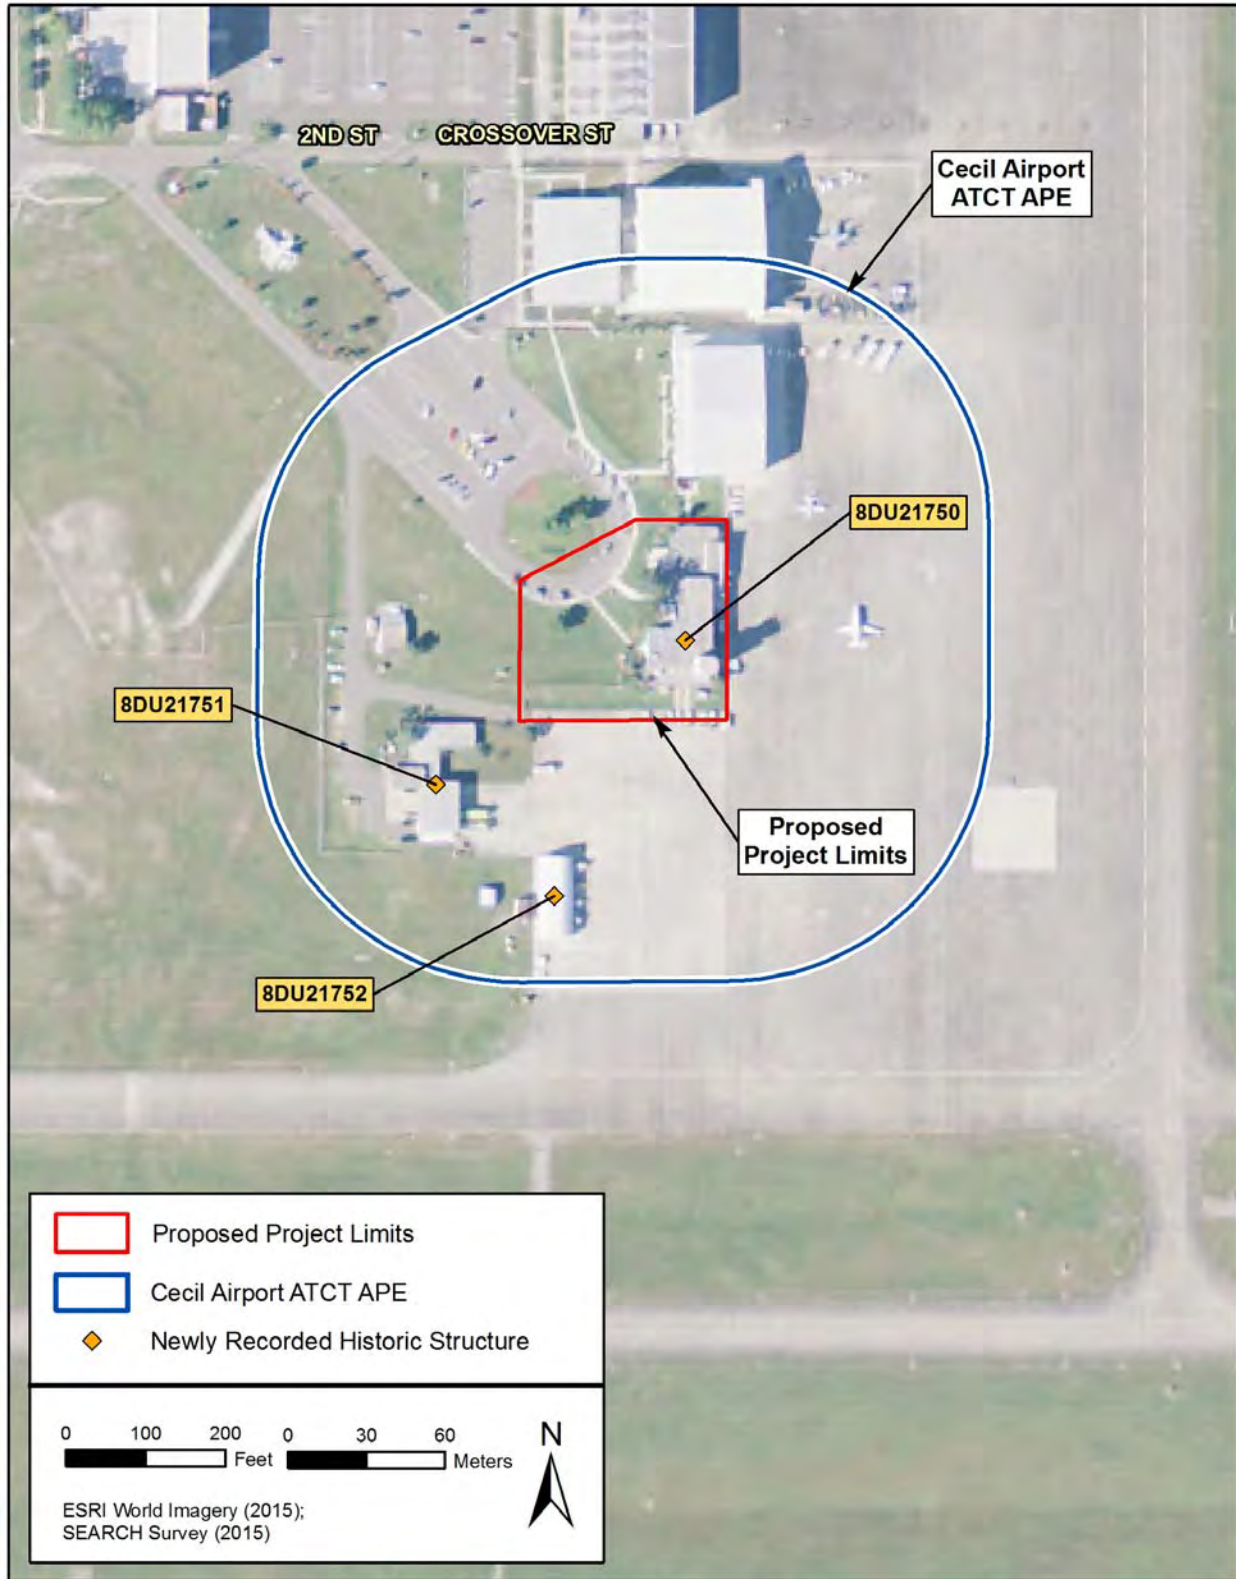 2ND ST CROSSOVER ST
Cecil Airport
ATCT APE
8DU21750
8DU21751
Proposed
Project Limits
8DU21752
Proposed Project Limits
Cecil Airport ATCT APE
Newly Recorded Historic Structure
0 100 200 Feet
0 30 60 Meters
N
ESRI World Imagery (2015);
SEARCH Survey (2015)